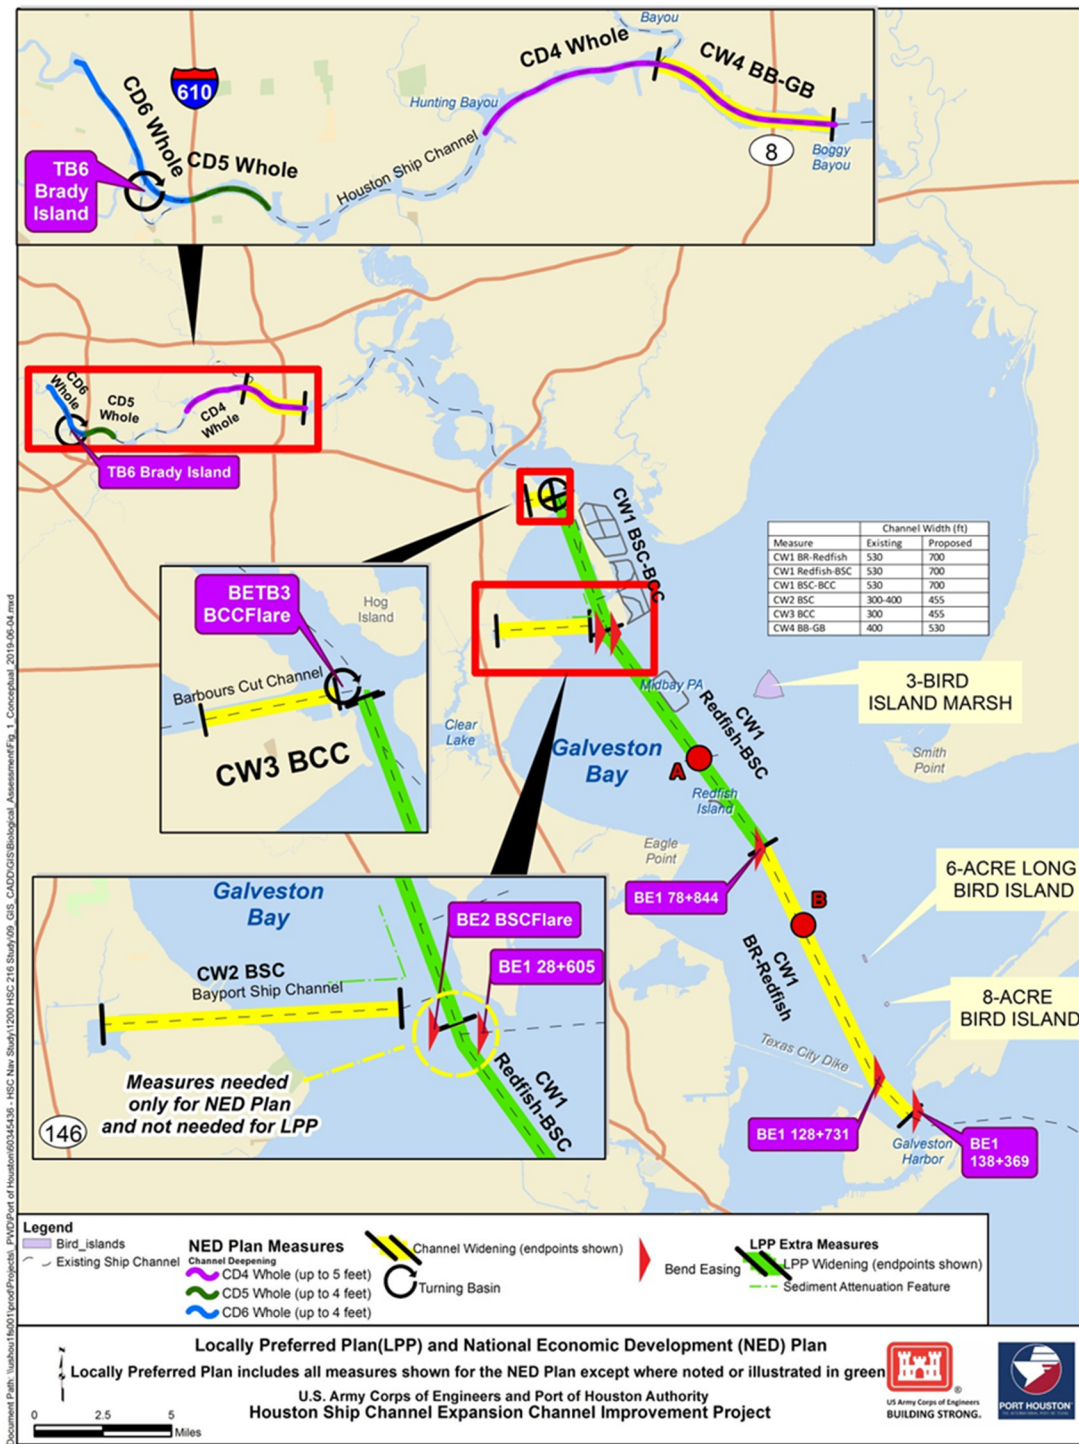 Bayou
CD4 Whole
CW4 BB-GB
610
CD6 Whole
Hunting Bayou
CD5 Whole
Houston Ship Channel
8
Boggy
Bayou
TB6
Brady
Island
CD6
Whole
CD5
Whole
CD4
Whole
TB6 Brady Island
CW1 BSC-BCC
Channel Width (ft)
Measure Existing Proposed
CW1 BR-Redfish 530 700
CW1 Redfish-BSC 530 700
CW1 BSC-BCC 530 700
CW2 BSC 300-400 455
CW3 BCC 300 455
CW4 BB-GB 400 530
BETB3
BCCFlare
Hog
Island
Barbours Cut Channel
CW3 BCC
Midbay PA
3-BIRD
ISLAND MARSH
CW1
Redfish-BSC
Clear
Lake
Galveston
Bay
A
Smith
Point
Redfish
Island
Eagle
Point
6-ACRE LONG
BIRD ISLAND
BE1 78+844
B
CW1
BR-Redfish
8-ACRE
BIRD ISLAND
Galveston
Bay
BE2 BSCFlare
CW2 BSC
Bayport Ship Channel
BE1 28+605
Measures needed
only for NED Plan
and not needed for LPP
CW1
Redfish-BSC
146
Texas City Dike
BE1 128+731
Galveston
Harbor
BE1
138+369
Legend
Bird_islands
Existing Ship Channel
NED Plan Measures
Channel Deepening
CD4 Whole (up to 5 feet)
CD5 Whole (up to 4 feet)
CD6 Whole (up to 4 feet)
Channel Widening (endpoints shown)
Turning Basin
Bend Easing
LPP Extra Measures
LPP Widening (endpoints shown)
Sediment Attenuation Feature
Locally Preferred Plan(LPP) and National Economic Development (NED) Plan
Locally Preferred Plan includes all measures shown for the NED Plan except where noted or illustrated in green
U.S. Army Corps of Engineers and Port of Houston Authority
Houston Ship Channel Expansion Channel Improvement Project
0 2.5 5
Miles
US Army Corps of Engineers
BUILDING STRONG.
®
PORT HOUSTON